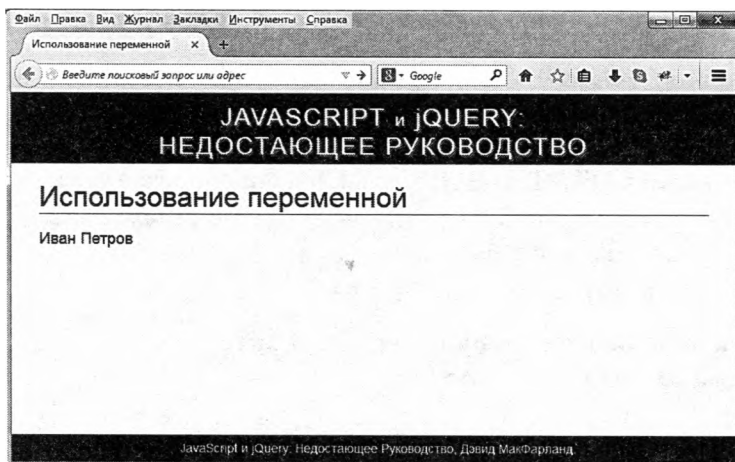 Файл Правка Вид Журнал Закладки Инструменты Справка
Использование переменной × +
Введите поисковый запрос или адрес
8 Google
JAVASCRIPT и jQUERY:
НЕДОСТАЮЩЕЕ РУКОВОДСТВО
Использование переменной
Иван Петров
JavaScript и jQuery: Недостающее Руководство, Дэвид МакФарланд.